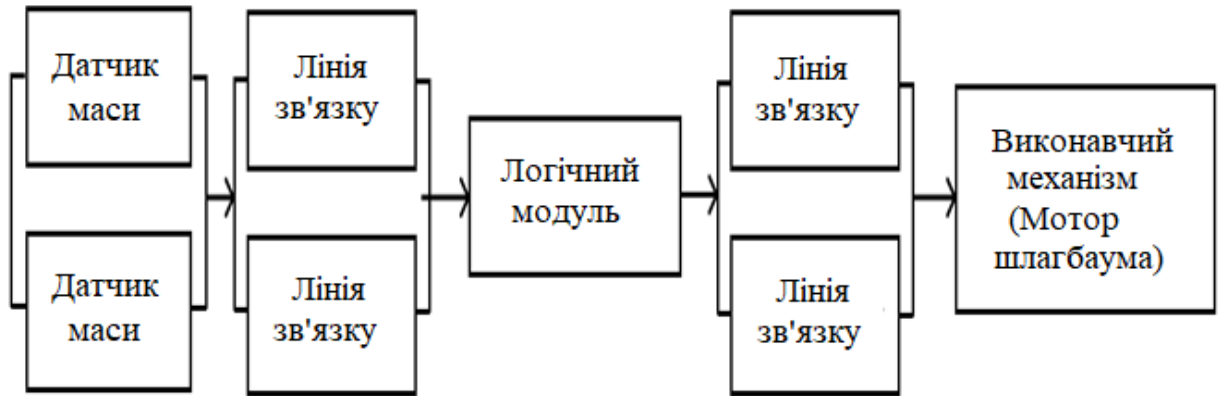 Датчик
маси
Датчик
маси
Лінія
зв'язку
Лінія
зв'язку
Логічний
модуль
Лінія
зв'язку
Лінія
зв'язку
Виконавчий
механізм
(Мотор
шлагбаума)